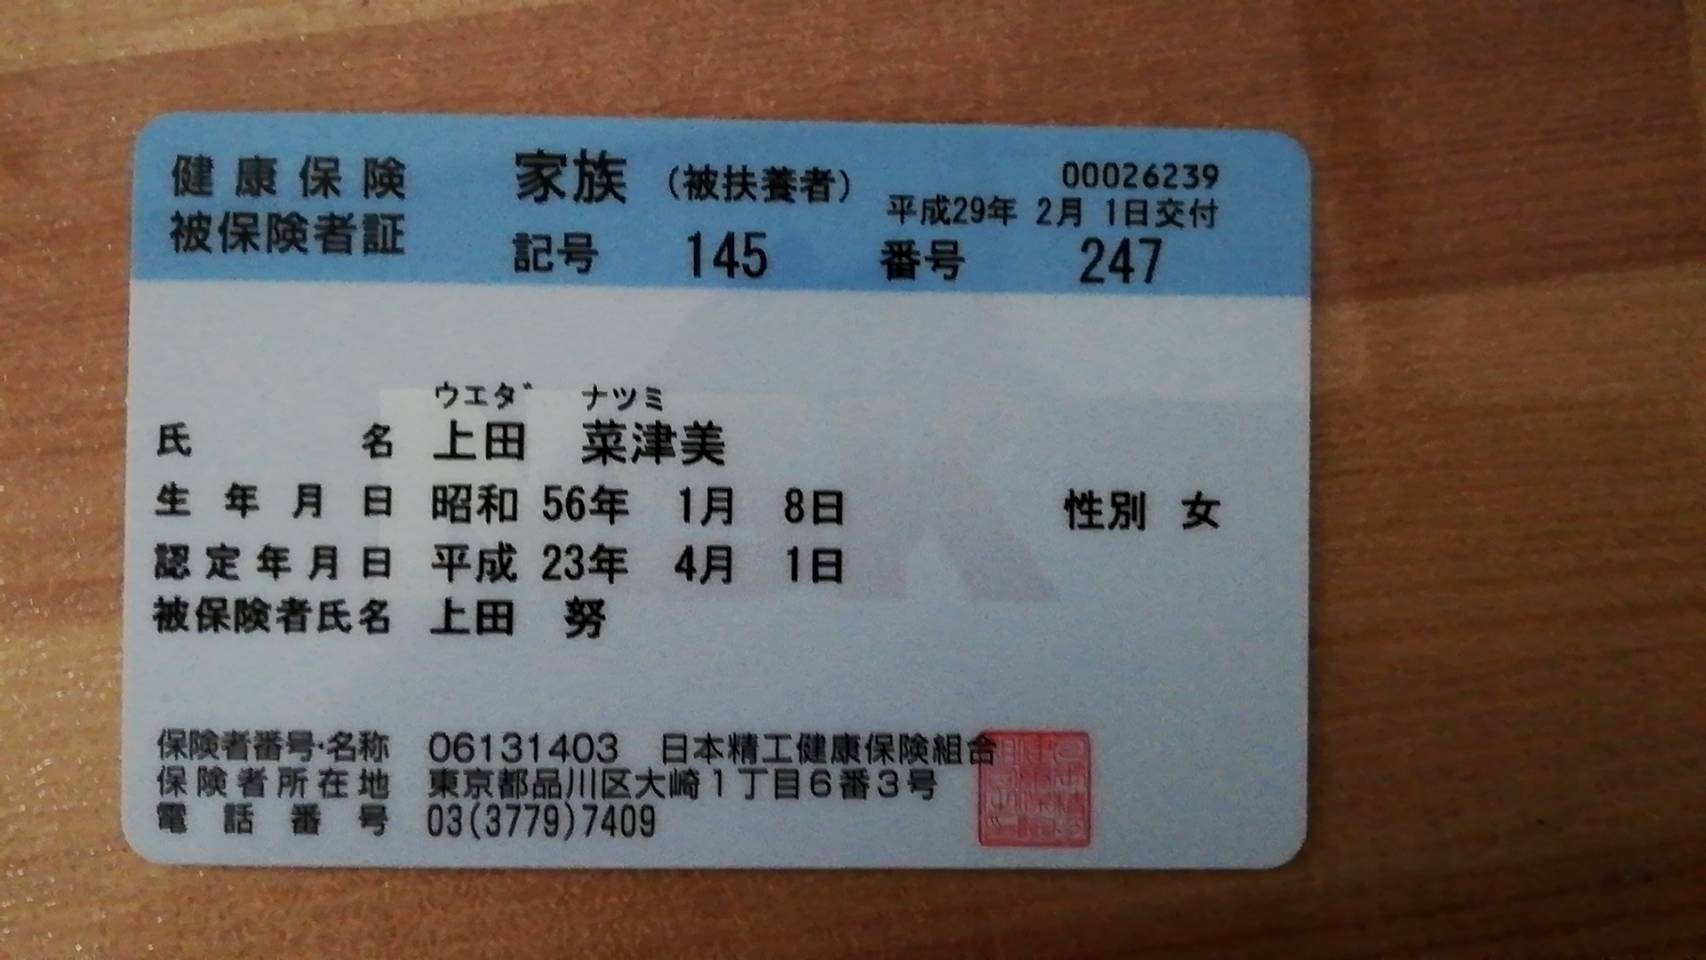 健康保険 家族 (被扶養者) 00026239
被保険者証 平成29年 2月 1日交付
記号 145 番号 247
ウエダ ナツミ
氏名 上田 菜津美
生年月日 昭和 56年 1月 8日 性別 女
認定年月日 平成 23年 4月 1日
被保険者氏名 上田 努
保険者番号・名称 06131403 日本精工健康保険組合
保険者所在地 東京都品川区大崎1丁目6番3号
電話番号 03(3779)7409